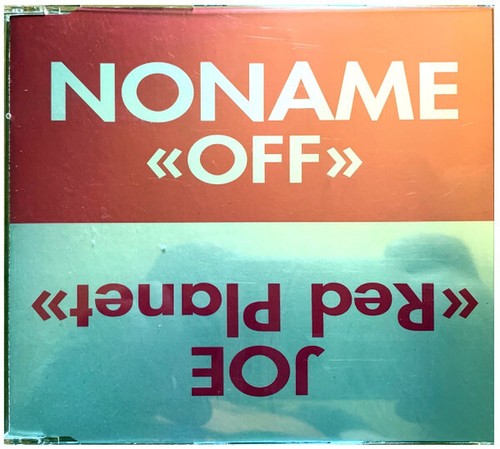 NONAME
«OFF»
JOE
«Red Planet»